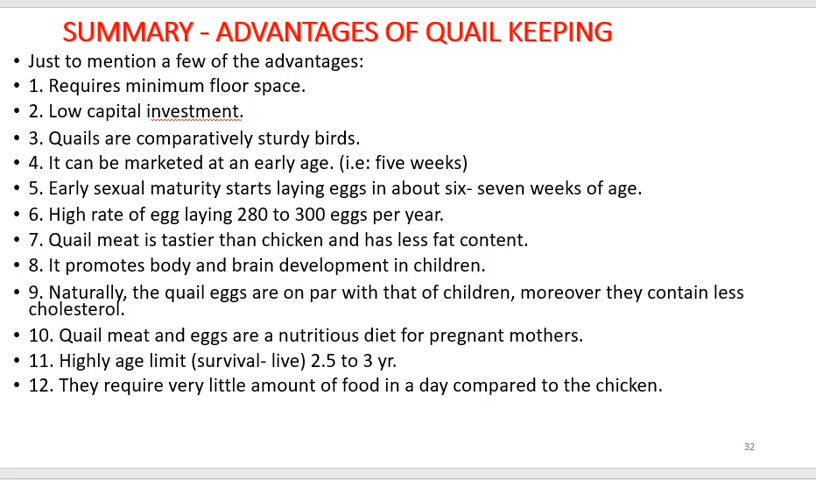 SUMMARY - ADVANTAGES OF QUAIL KEEPING
• Just to mention a few of the advantages:
• 1. Requires minimum floor space.
• 2. Low capital investment.
• 3. Quails are comparatively sturdy birds.
• 4. It can be marketed at an early age. (i.e: five weeks)
• 5. Early sexual maturity starts laying eggs in about six- seven weeks of age.
• 6. High rate of egg laying 280 to 300 eggs per year.
• 7. Quail meat is tastier than chicken and has less fat content.
• 8. It promotes body and brain development in children.
• 9. Naturally, the quail eggs are on par with that of children, moreover they contain less
cholesterol.
• 10. Quail meat and eggs are a nutritious diet for pregnant mothers.
• 11. Highly age limit (survival- live) 2.5 to 3 yr.
• 12. They require very little amount of food in a day compared to the chicken.
32